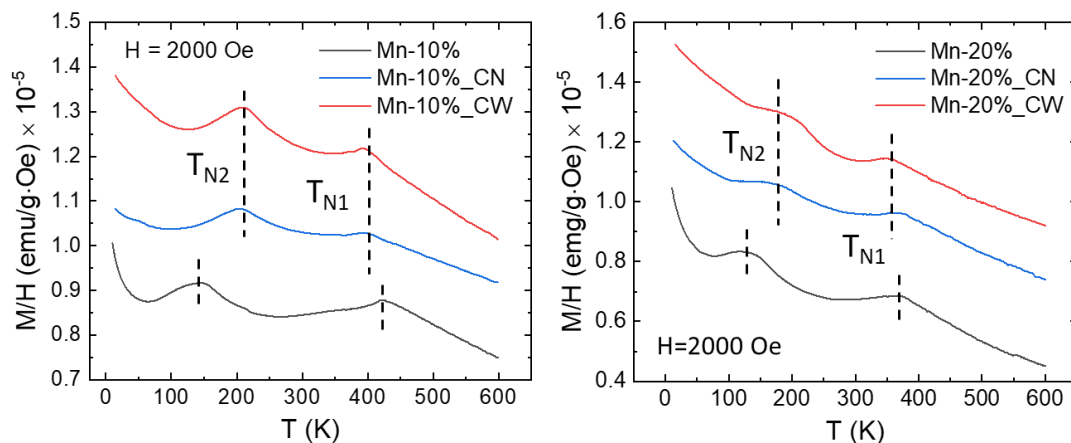 H = 2000 Oe
Mn-10%
Mn-10%_CN
Mn-10%_CW
T_N2
T_N1
M/H (emu/g·Oe) × 10^-5
1.5
1.4
1.3
1.2
1.1
1.0
0.9
0.8
0.7
0 100 200 300 400 500 600
T (K)
Mn-20%
Mn-20%_CN
Mn-20%_CW
T_N2
T_N1
H=2000 Oe
M/H (emg/g·Oe) × 10^-5
1.6
1.4
1.2
1.0
0.8
0.6
0.4
0 100 200 300 400 500 600
T (K)